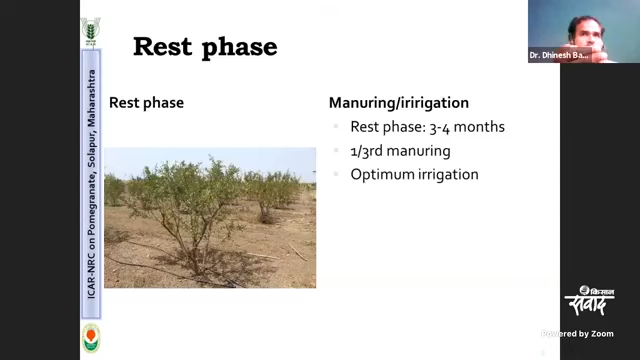 Rest phase
Dr. Dhinesh Ba...
Rest phase
Manuring/iririgation
Rest phase: 3-4 months
1/3rd manuring
Optimum irrigation
ICAR-NRC on Pomegranate, Solapur, Maharashtra
किसान
संवाद
Powered by Zoom